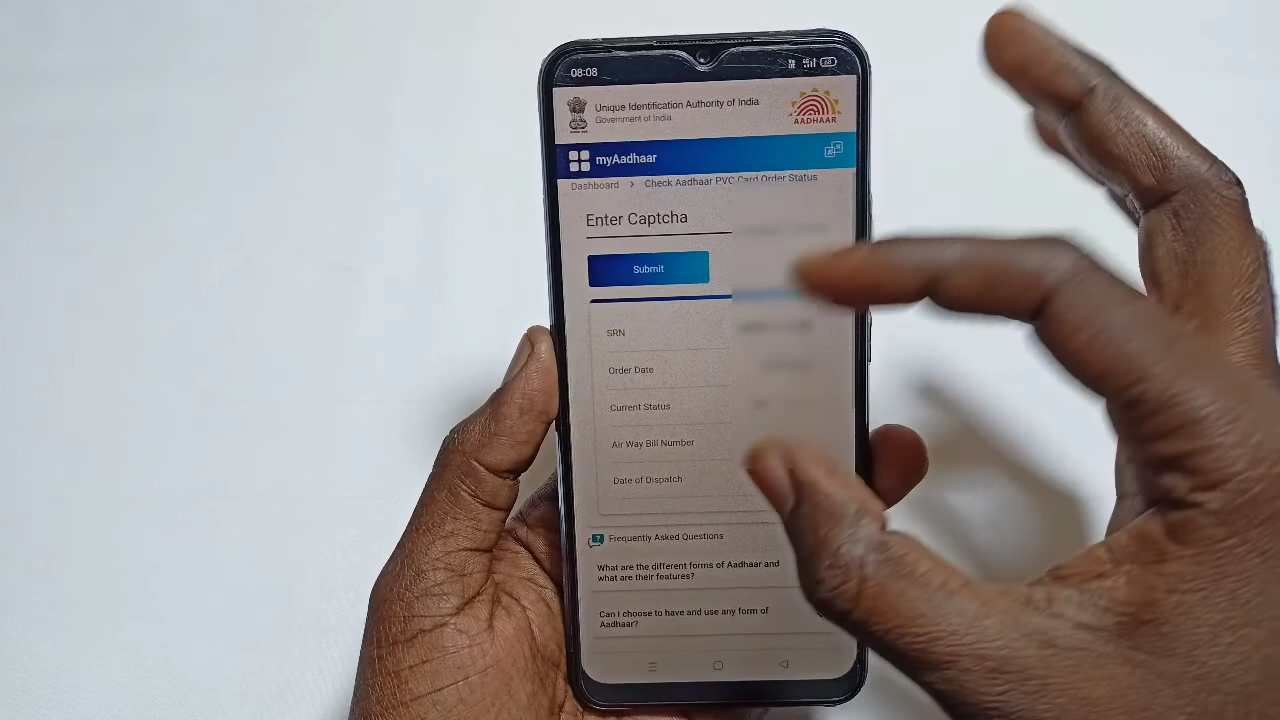 08:08
Unique Identification Authority of India
Government of India
AADHAAR
myAadhaar
Dashboard > Check Aadhaar PVC Card Order Status
Enter Captcha
Submit
SRN
Order Date
Current Status
Air Way Bill Number
Date of Dispatch
Frequently Asked Questions
What are the different forms of Aadhaar and
what are their features?
Can I choose to have and use any form of
Aadhaar?